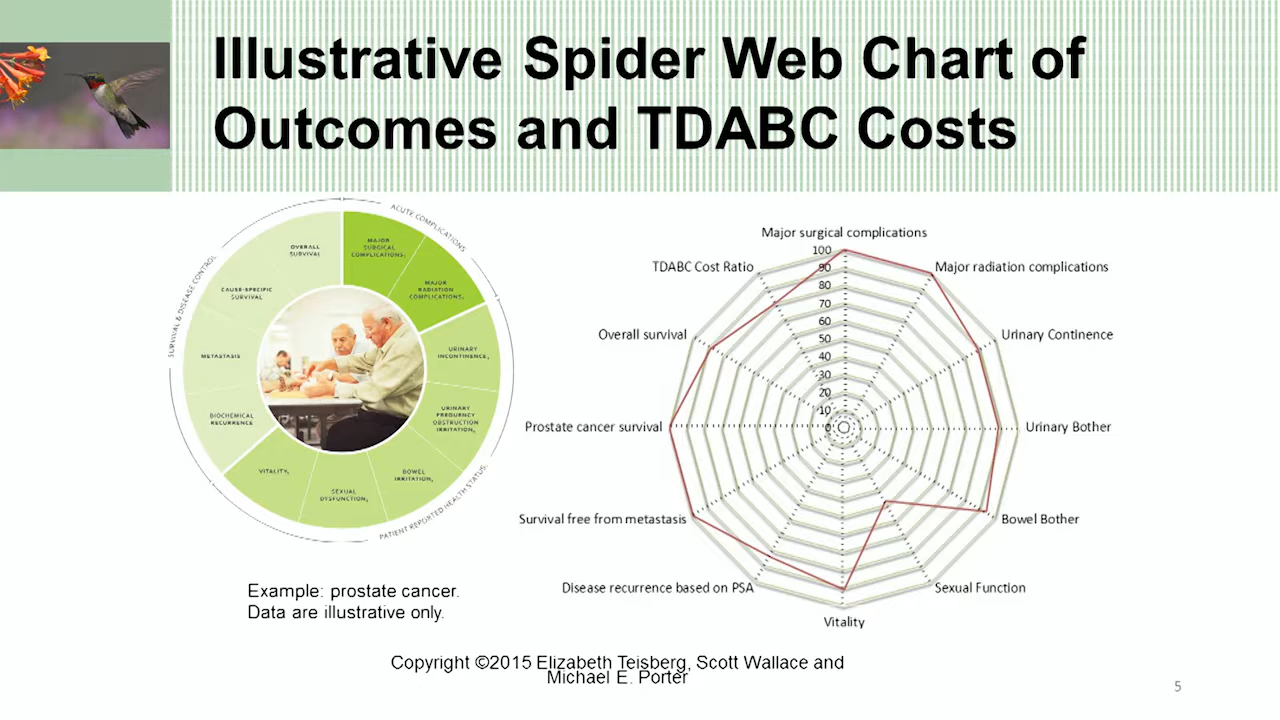 Illustrative Spider Web Chart of
Outcomes and TDABC Costs
ACUTE COMPLICATIONS
SURVIVAL & DISEASE CONTROL
PATIENT REPORTED HEALTH STATUS
OVERALL
SURVIVAL
MAJOR
SURGICAL
COMPLICATIONS
MAJOR
RADIATION
COMPLICATIONS
CAUSE-SPECIFIC
SURVIVAL
METASTASIS
URINARY
INCONTINENCE
BIOCHEMICAL
RECURRENCE
URINARY
FREQUENCY
OBSTRUCTION
IRRITATION
VITALITY
BOWEL
IRRITATION
SEXUAL
DYSFUNCTION
Major surgical complications
TDABC Cost Ratio
Major radiation complications
Overall survival
Urinary Continence
Prostate cancer survival
Urinary Bother
Survival free from metastasis
Bowel Bother
Disease recurrence based on PSA
Sexual Function
Vitality
100
90
80
70
60
50
40
30
20
10
0
Example: prostate cancer.
Data are illustrative only.
Copyright ©2015 Elizabeth Teisberg, Scott Wallace and
Michael E. Porter
5